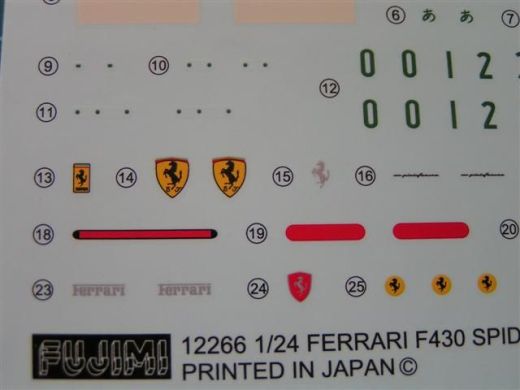 ⑥ あ あ ⑦
⑨ ⑩
0 0 1 2 2
⑫
⑪ 0 0 1 2
⑬ ⑭ ⑮ ⑯
⑱ ⑲ ⑳
㉓ Ferrari Ferrari ㉔ ㉕
FUJIMI 12266 1/24 FERRARI F430 SPID
PRINTED IN JAPAN©